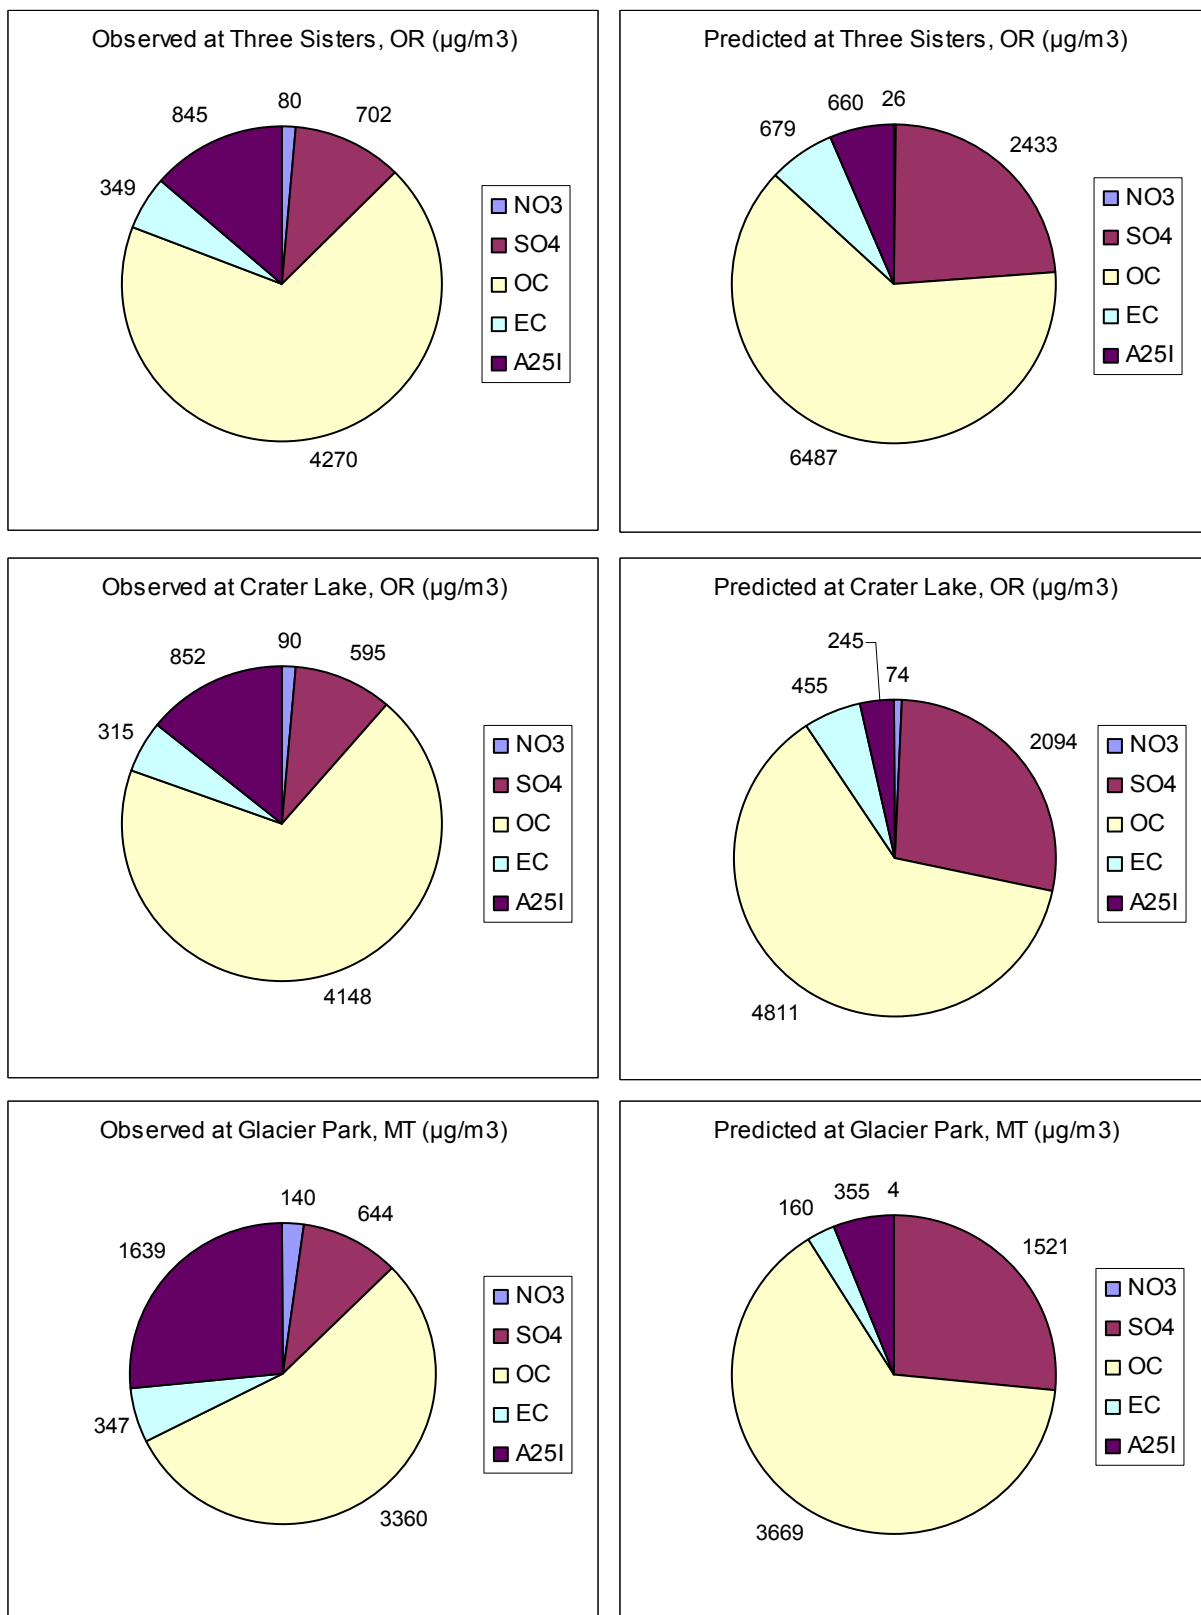 Observed at Three Sisters, OR (µg/m3)
80
702
845
349
4270
NO3
SO4
OC
EC
A25I
Predicted at Three Sisters, OR (µg/m3)
26
660
679
2433
6487
NO3
SO4
OC
EC
A25I
Observed at Crater Lake, OR (µg/m3)
90
595
852
315
4148
NO3
SO4
OC
EC
A25I
Predicted at Crater Lake, OR (µg/m3)
245
74
455
2094
4811
NO3
SO4
OC
EC
A25I
Observed at Glacier Park, MT (µg/m3)
140
644
1639
347
3360
NO3
SO4
OC
EC
A25I
Predicted at Glacier Park, MT (µg/m3)
355
4
160
1521
3669
NO3
SO4
OC
EC
A25I